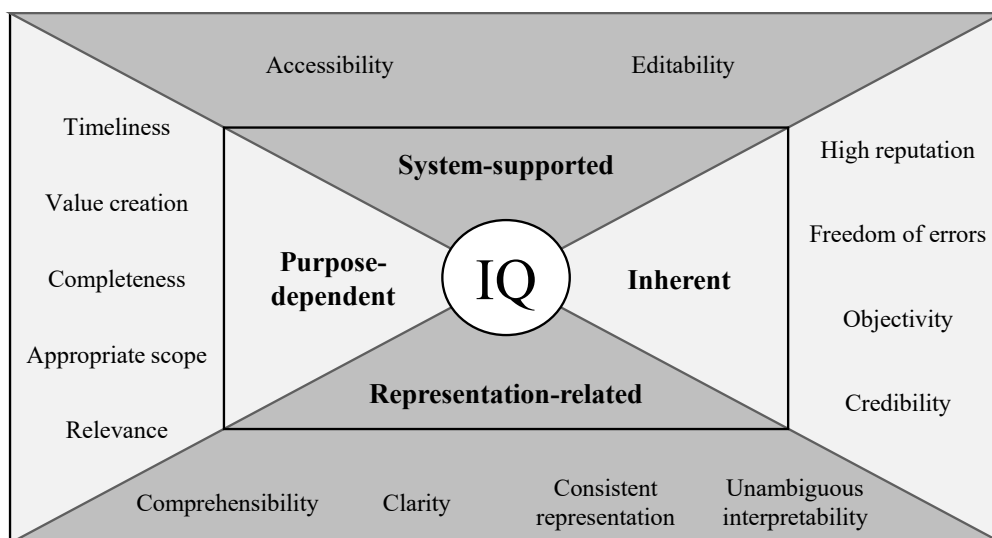 Accessibility
Editability
Timeliness
Value creation
Completeness
Appropriate scope
Relevance
System-supported
Purpose-
dependent
IQ
Inherent
Representation-related
High reputation
Freedom of errors
Objectivity
Credibility
Comprehensibility
Clarity
Consistent
representation
Unambiguous
interpretability